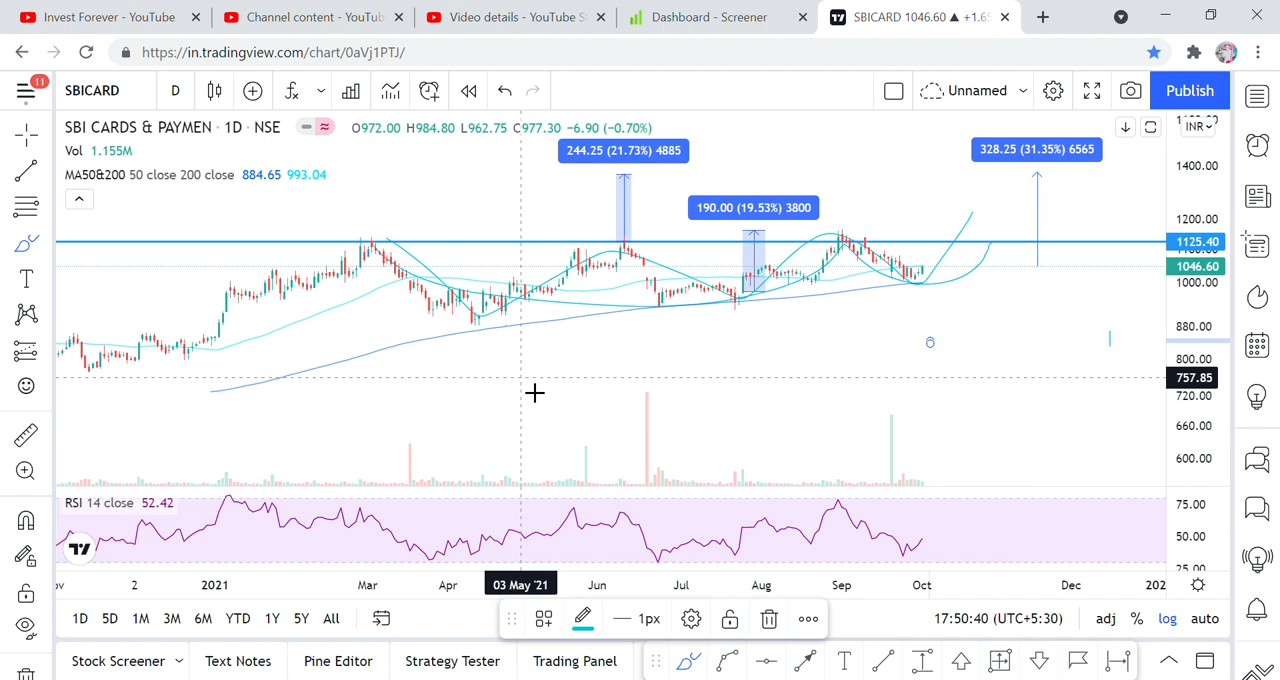 Invest Forever - YouTube
Channel content - YouTub
Video details - YouTube S
Dashboard - Screener
SBICARD 1046.60 ▲ +1.65
https://in.tradingview.com/chart/0aVj1PTJ/
11
SBICARD
D
Unnamed
Publish
SBI CARDS & PAYMEN · 1D · NSE
O972.00 H984.80 L962.75 C977.30 −6.90 (−0.70%)
INR
Vol 1.155M
MA50&200 50 close 200 close 884.65 993.04
244.25 (21.73%) 4885
328.25 (31.35%) 6565
190.00 (19.53%) 3800
1400.00
1200.00
1125.40
1046.60
1000.00
880.00
800.00
757.85
720.00
660.00
600.00
RSI 14 close 52.42
75.00
50.00
25.00
2
2021
Mar
Apr
03 May '21
Jun
Jul
Aug
Sep
Oct
Dec
202
1D 5D 1M 3M 6M YTD 1Y 5Y All
1px
17:50:40 (UTC+5:30)
adj % log auto
Stock Screener
Text Notes
Pine Editor
Strategy Tester
Trading Panel